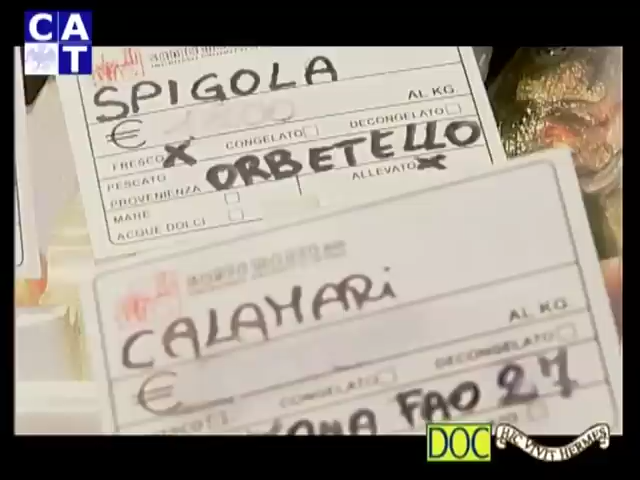 CAT
SPIGOLA
€ AL KG.
FRESCO X CONGELATO DECONGELATO
PESCATO ORBETELLO
PROVENIENZA ALLEVATO X
MARE
ACQUE DOLCI
CALAMARi
€ AL KG.
CONGELATO DECONGELATO
FAO 27
DOC
HIC VIVIT HERMES